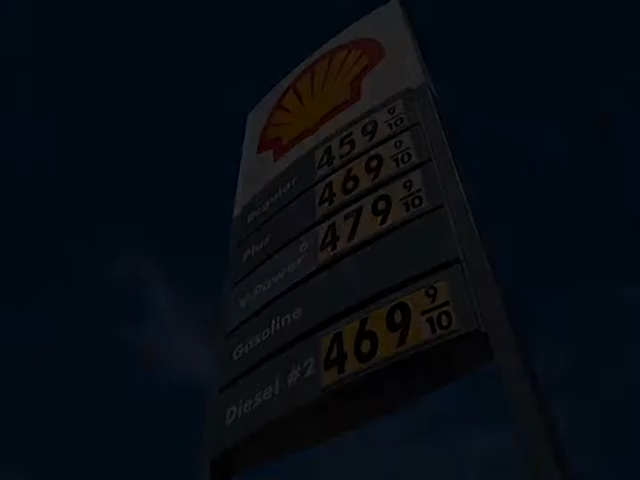 Regular 459 9/10
Plus 469 9/10
V-Power® 479 9/10
Gasoline
Diesel #2 469 9/10